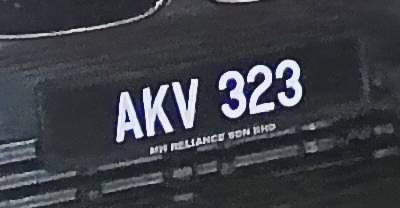 AKV 323
MH RELIANCE SDN BHD